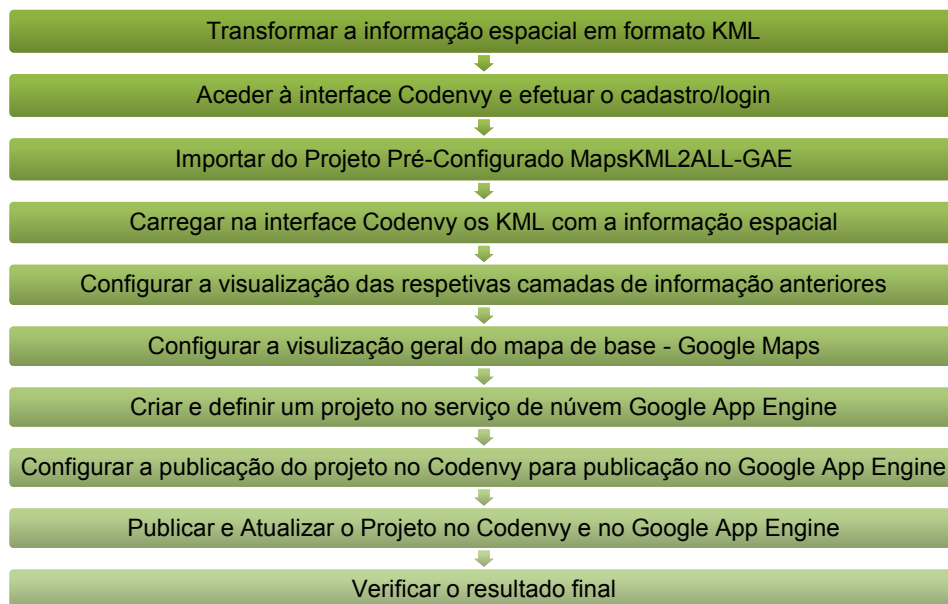 Transformar a informação espacial em formato KML
Aceder à interface Codenvy e efetuar o cadastro/login
Importar do Projeto Pré-Configurado MapsKML2ALL-GAE
Carregar na interface Codenvy os KML com a informação espacial
Configurar a visualização das respetivas camadas de informação anteriores
Configurar a visulização geral do mapa de base - Google Maps
Criar e definir um projeto no serviço de núvem Google App Engine
Configurar a publicação do projeto no Codenvy para publicação no Google App Engine
Publicar e Atualizar o Projeto no Codenvy e no Google App Engine
Verificar o resultado final